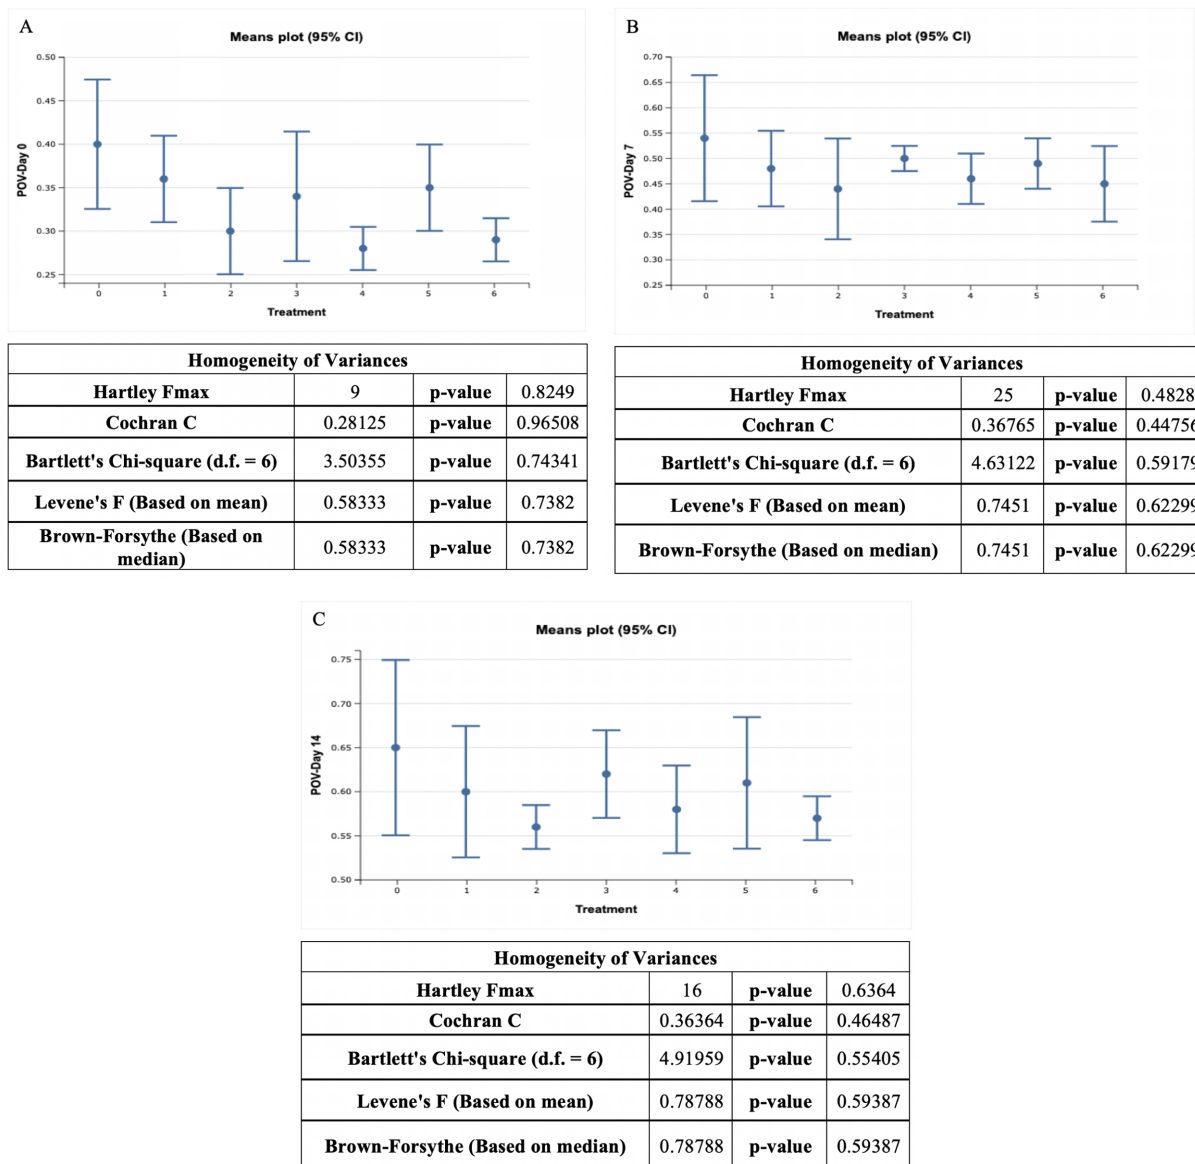 A
Means plot (95% CI)
0.50
0.45
0.40
0.35
0.30
0.25
POV-Day 0
0 1 2 3 4 5 6
Treatment
Homogeneity of Variances
Hartley Fmax 9 p-value 0.8249
Cochran C 0.28125 p-value 0.96508
Bartlett's Chi-square (d.f. = 6) 3.50355 p-value 0.74341
Levene's F (Based on mean) 0.58333 p-value 0.7382
Brown-Forsythe (Based on
median) 0.58333 p-value 0.7382
B
Means plot (95% CI)
0.70
0.65
0.60
0.55
0.50
0.45
0.40
0.35
0.30
0.25
POV-Day 7
0 1 2 3 4 5 6
Treatment
Homogeneity of Variances
Hartley Fmax 25 p-value 0.4828
Cochran C 0.36765 p-value 0.44756
Bartlett's Chi-square (d.f. = 6) 4.63122 p-value 0.59179
Levene's F (Based on mean) 0.7451 p-value 0.62299
Brown-Forsythe (Based on median) 0.7451 p-value 0.62299
C
Means plot (95% CI)
0.75
0.70
0.65
0.60
0.55
0.50
POV-Day 14
0 1 2 3 4 5 6
Treatment
Homogeneity of Variances
Hartley Fmax 16 p-value 0.6364
Cochran C 0.36364 p-value 0.46487
Bartlett's Chi-square (d.f. = 6) 4.91959 p-value 0.55405
Levene's F (Based on mean) 0.78788 p-value 0.59387
Brown-Forsythe (Based on median) 0.78788 p-value 0.59387